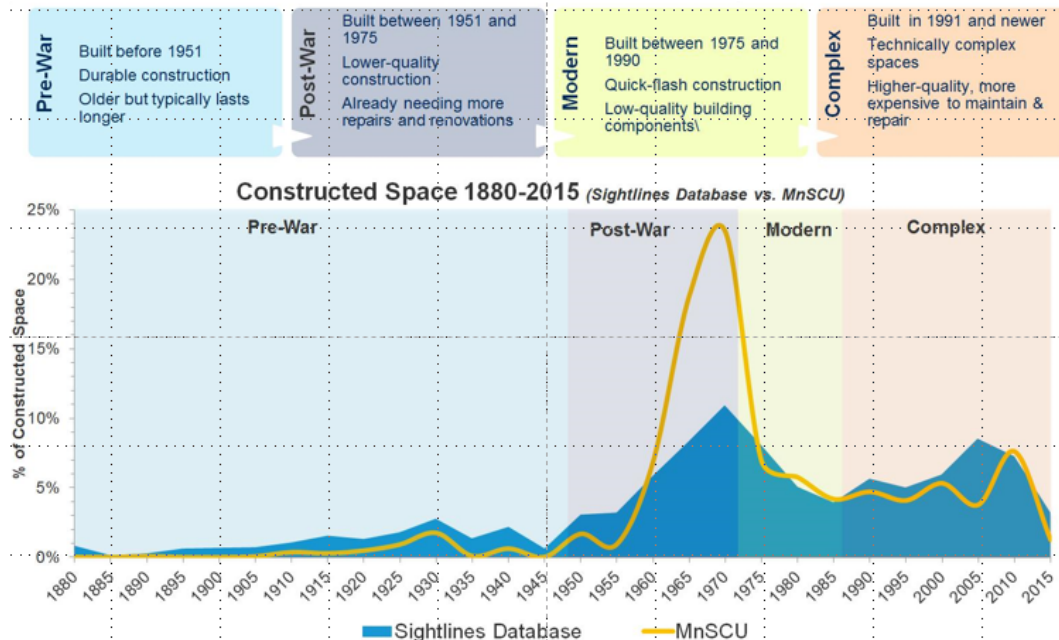 Pre-War
Built before 1951
Durable construction
Older but typically lasts
longer
Post-War
Built between 1951 and
1975
Lower-quality
construction
Already needing more
repairs and renovations
Modern
Built between 1975 and
1990
Quick-flash construction
Low-quality building
components\
Complex
Built in 1991 and newer
Technically complex
spaces
Higher-quality, more
expensive to maintain &
repair
Constructed Space 1880-2015 (Sightlines Database vs. MnSCU)
% of Constructed Space
25%
20%
15%
10%
5%
0%
Pre-War
Post-War
Modern
Complex
1880 1885 1890 1895 1900 1905 1910 1915 1920 1925 1930 1935 1940 1945 1950 1955 1960 1965 1970 1975 1980 1985 1990 1995 2000 2005 2010 2015
Sightlines Database MnSCU